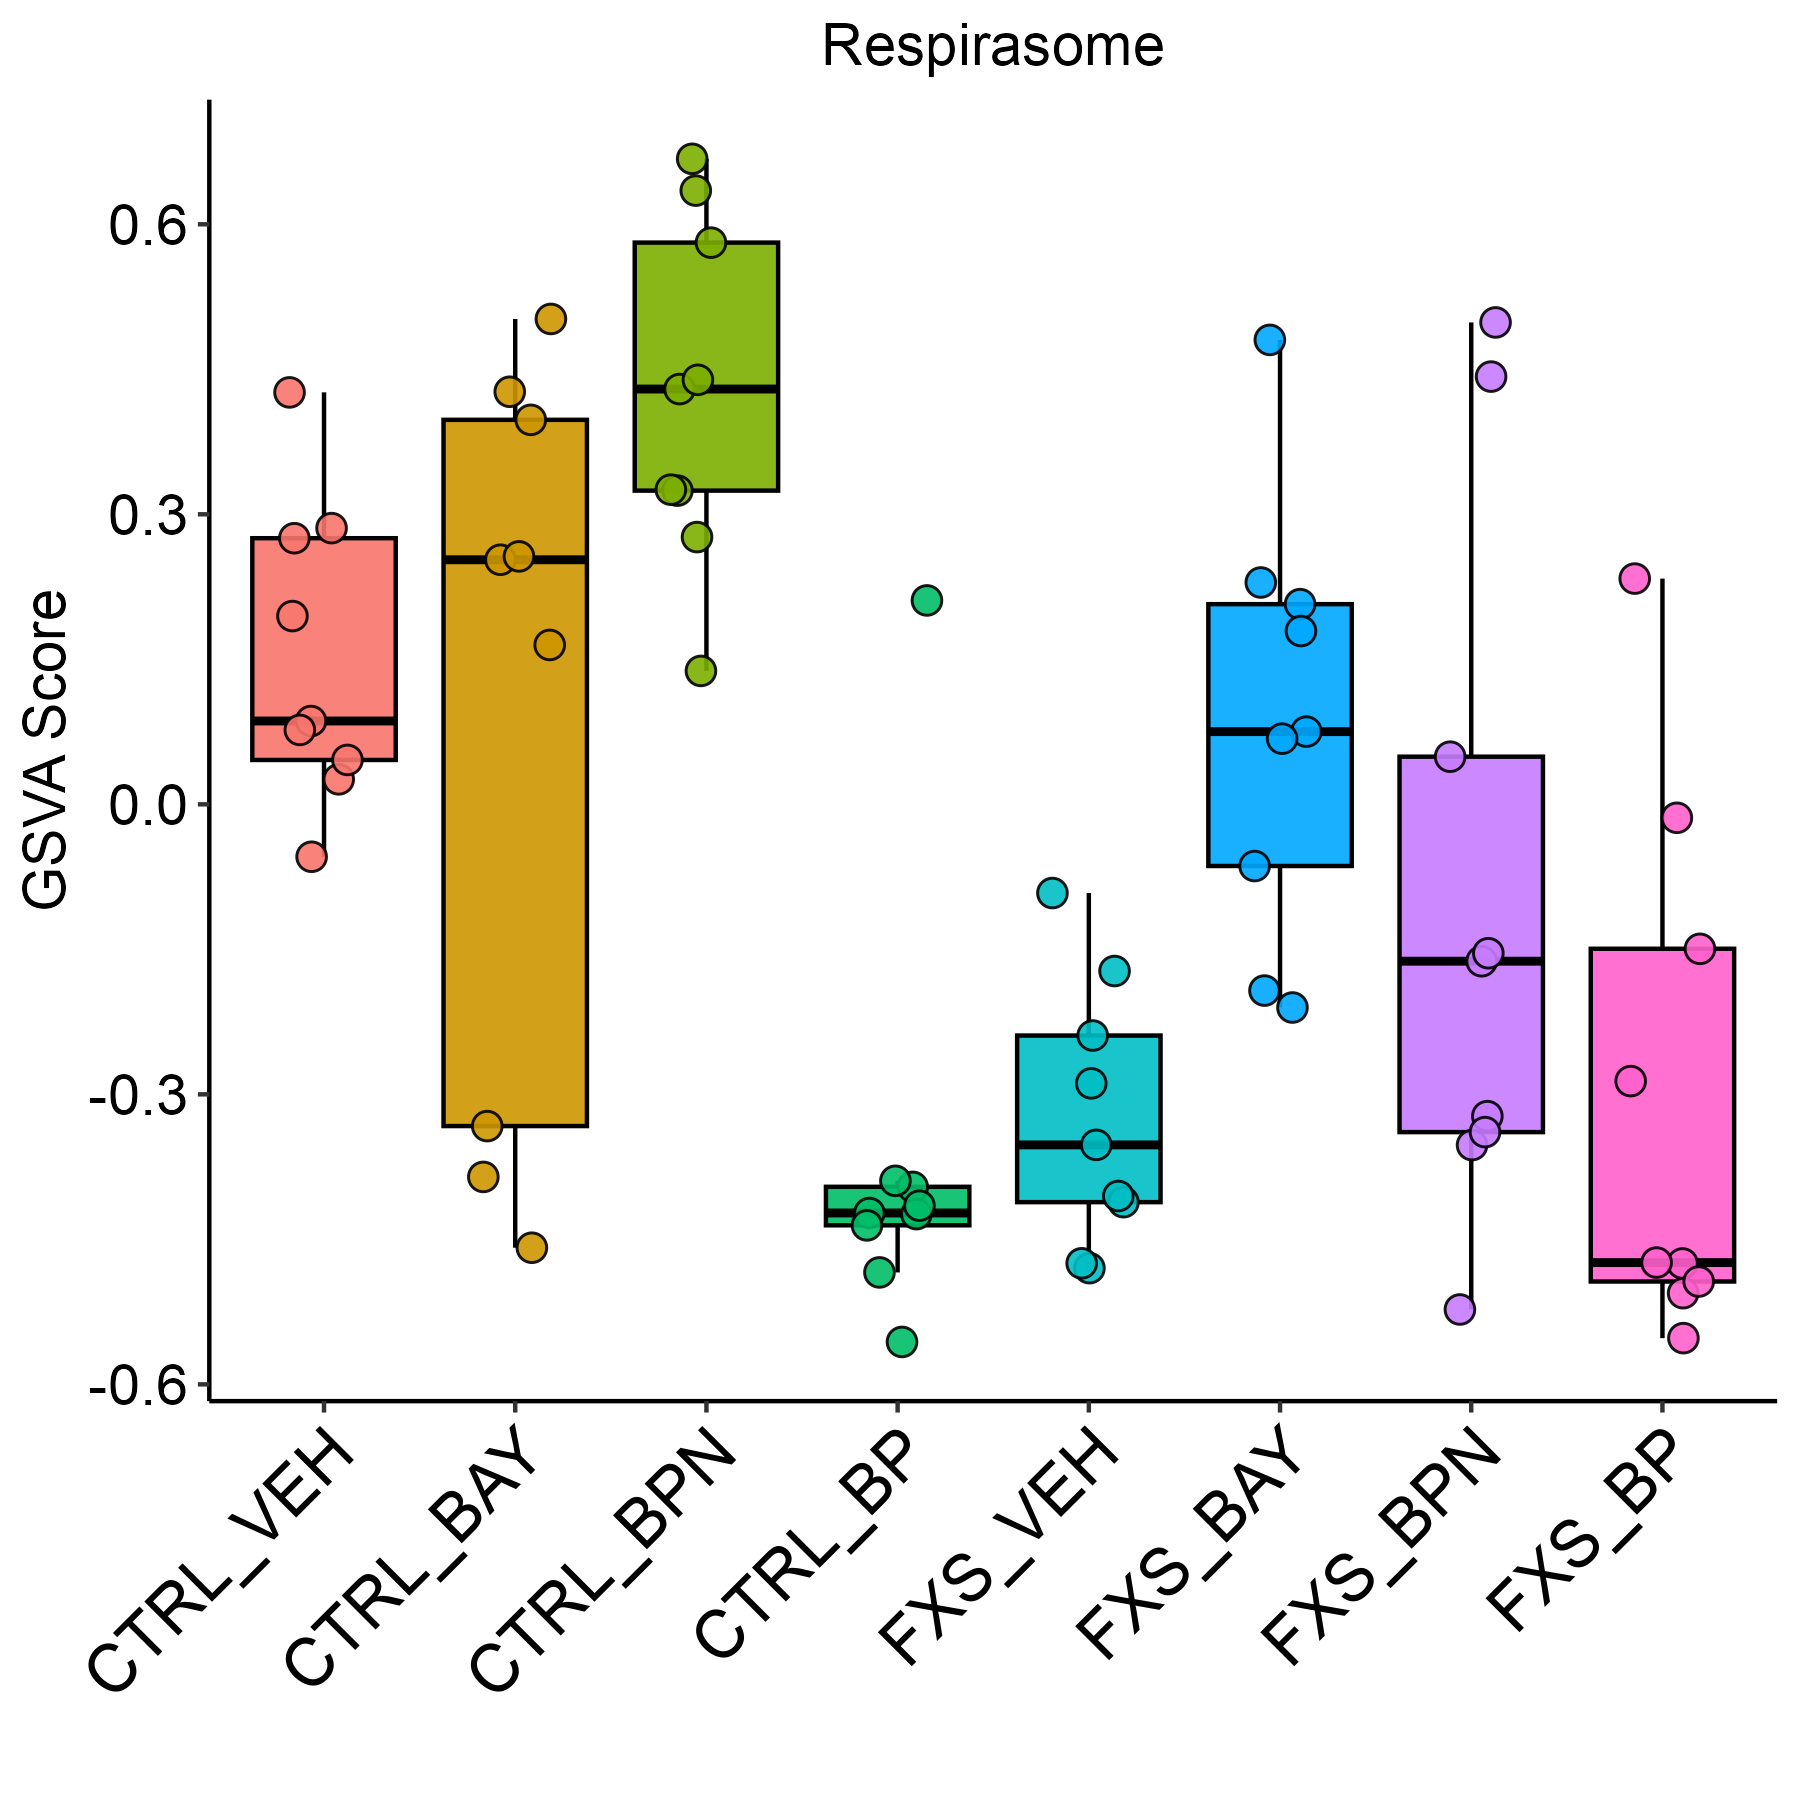 Respirasome
GSVA Score
0.6
0.3
0.0
-0.3
-0.6
CTRL_VEH
CTRL_BAY
CTRL_BPN
CTRL_BP
FXS_VEH
FXS_BAY
FXS_BPN
FXS_BP